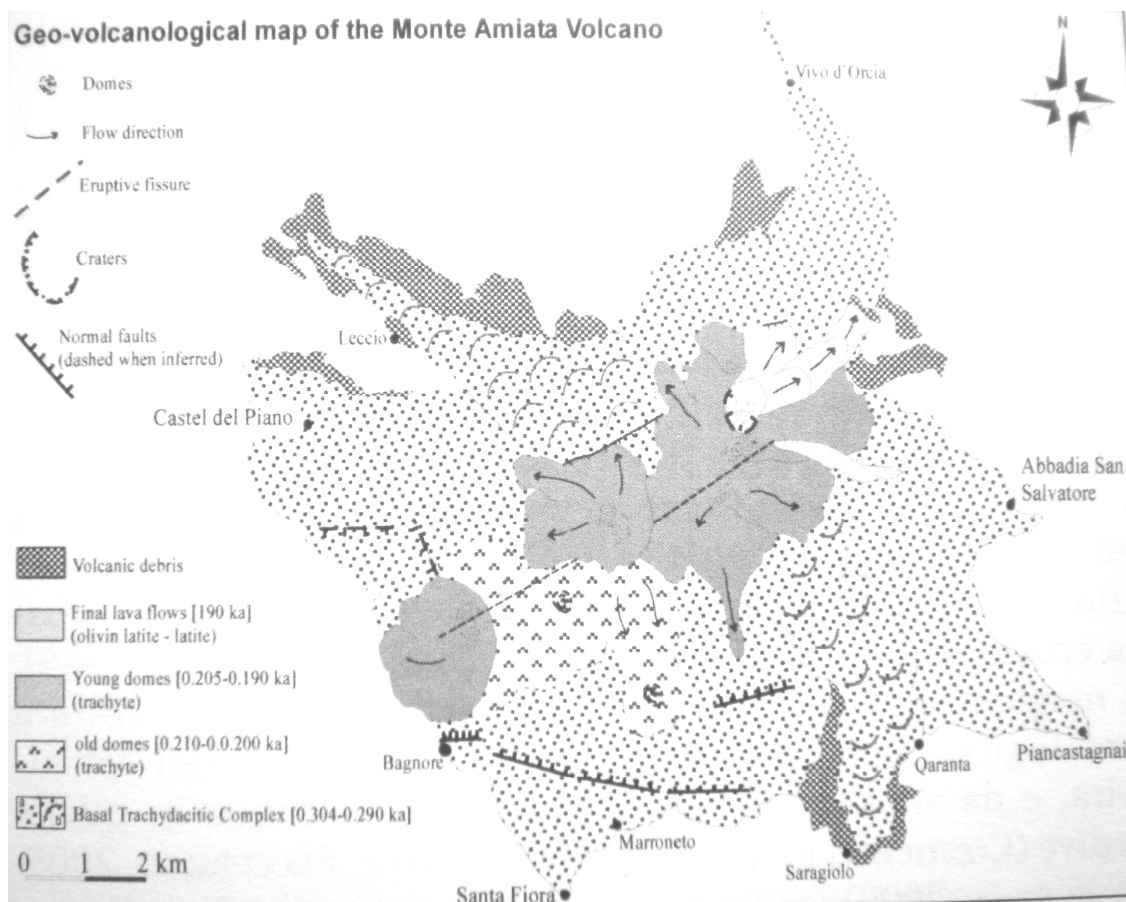 Geo-volcanological map of the Monte Amiata Volcano
N
Domes
Flow direction
Eruptive fissure
Craters
Normal faults
(dashed when inferred)
Vivo d'Orcia
Leccio
Castel del Piano
Abbadia San
Salvatore
Volcanic debris
Final lava flows [190 ka]
(olivin latite - latite)
Young domes [0.205-0.190 ka]
(trachyte)
old domes [0.210-0.0.200 ka]
(trachyte)
a
b
Basal Trachydacitic Complex [0.304-0.290 ka]
0 1 2 km
Bagnore
Marroneto
Santa Fiora
Saragiolo
Qaranta
Piancastagnai